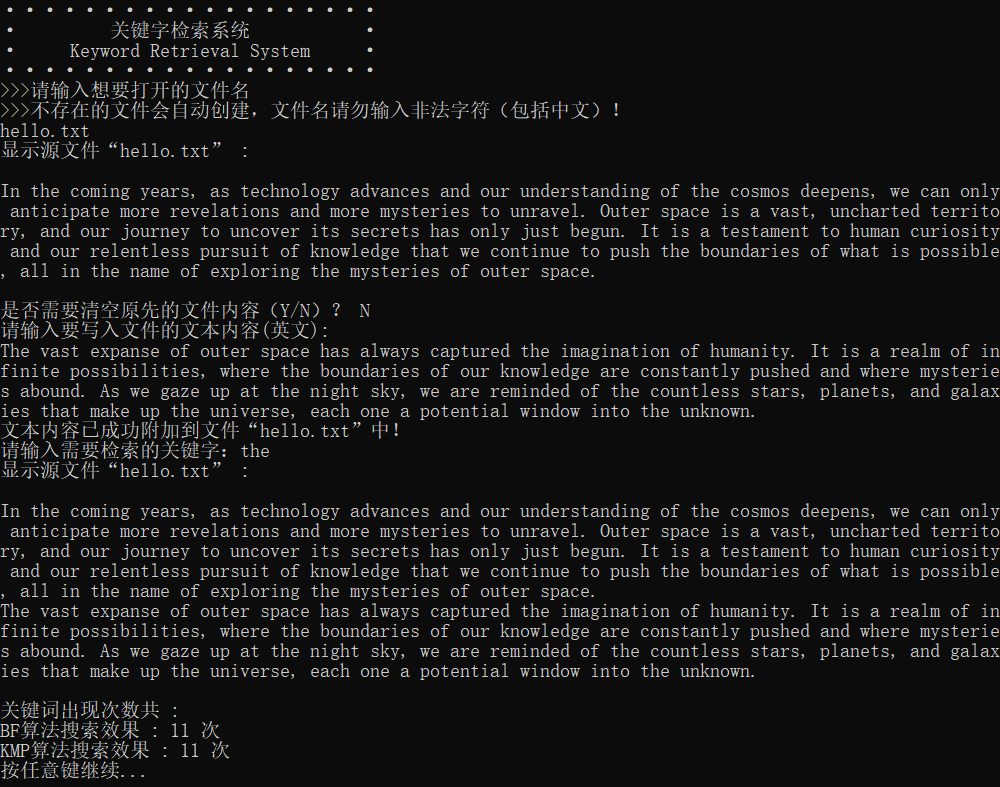 关键字检索系统
Keyword Retrieval System
>>>请输入想要打开的文件名
>>>不存在的文件会自动创建，文件名请勿输入非法字符（包括中文）！
hello.txt
显示源文件“hello.txt” :
In the coming years, as technology advances and our understanding of the cosmos deepens, we can only
 anticipate more revelations and more mysteries to unravel. Outer space is a vast, uncharted territo
ry, and our journey to uncover its secrets has only just begun. It is a testament to human curiosity
 and our relentless pursuit of knowledge that we continue to push the boundaries of what is possible
, all in the name of exploring the mysteries of outer space.
是否需要清空原先的文件内容（Y/N）？ N
请输入要写入文件的文本内容(英文):
The vast expanse of outer space has always captured the imagination of humanity. It is a realm of in
finite possibilities, where the boundaries of our knowledge are constantly pushed and where mysterie
s abound. As we gaze up at the night sky, we are reminded of the countless stars, planets, and galax
ies that make up the universe, each one a potential window into the unknown.
文本内容已成功附加到文件“hello.txt”中！
请输入需要检索的关键字：the
显示源文件“hello.txt” :
In the coming years, as technology advances and our understanding of the cosmos deepens, we can only
 anticipate more revelations and more mysteries to unravel. Outer space is a vast, uncharted territo
ry, and our journey to uncover its secrets has only just begun. It is a testament to human curiosity
 and our relentless pursuit of knowledge that we continue to push the boundaries of what is possible
, all in the name of exploring the mysteries of outer space.
The vast expanse of outer space has always captured the imagination of humanity. It is a realm of in
finite possibilities, where the boundaries of our knowledge are constantly pushed and where mysterie
s abound. As we gaze up at the night sky, we are reminded of the countless stars, planets, and galax
ies that make up the universe, each one a potential window into the unknown.
关键词出现次数共 :
BF算法搜索效果 : 11 次
KMP算法搜索效果 : 11 次
按任意键继续...